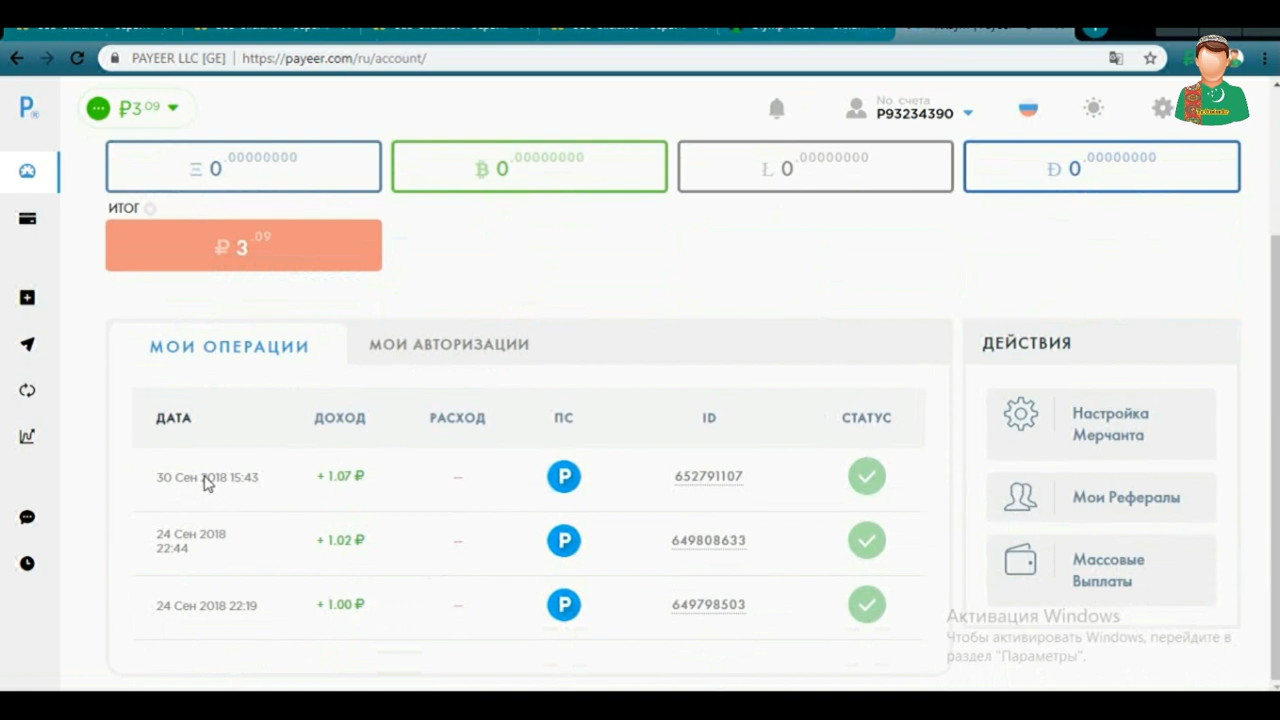 PAYEER LLC [GE] | https://payeer.com/ru/account/
₽3.09
No. счета
P93234390
Ξ 0.00000000
฿ 0.00000000
Ł 0.00000000
Ð 0.00000000
ИТОГ
₽ 3.09
МОИ ОПЕРАЦИИ
МОИ АВТОРИЗАЦИИ
ДАТА ДОХОД РАСХОД ПС ID СТАТУС
30 Сен 2018 15:43 + 1.07 ₽ – P 652791107
24 Сен 2018
22:44 + 1.02 ₽ – P 649808633
24 Сен 2018 22:19 + 1.00 ₽ – P 649798503
ДЕЙСТВИЯ
Настройка
Мерчанта
Мои Рефералы
Массовые
Выплаты
Активация Windows
Чтобы активировать Windows, перейдите в
раздел "Параметры".